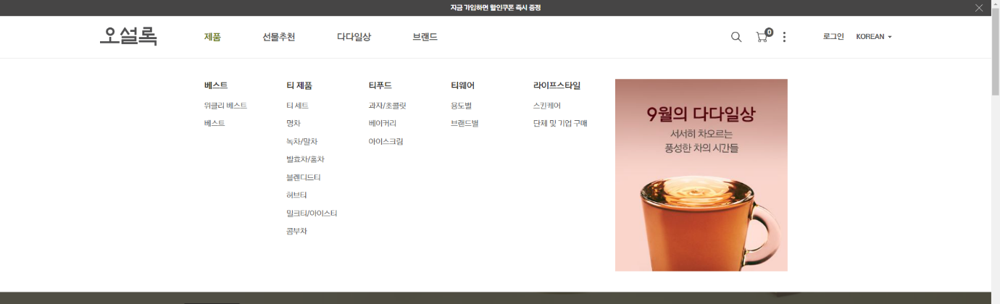 지금 가입하면 할인쿠폰 즉시 증정
오설록
제품
선물추천
다다일상
브랜드
0
로그인
KOREAN
베스트
위클리 베스트
베스트
티 제품
티 세트
명차
녹차/말차
발효차/홍차
블렌디드티
허브티
밀크티/아이스티
콤부차
티푸드
과자/초콜릿
베이커리
아이스크림
티웨어
용도별
브랜드별
라이프스타일
스킨케어
단체 및 기업 구매
9월의 다다일상
서서히 차오르는
풍성한 차의 시간들